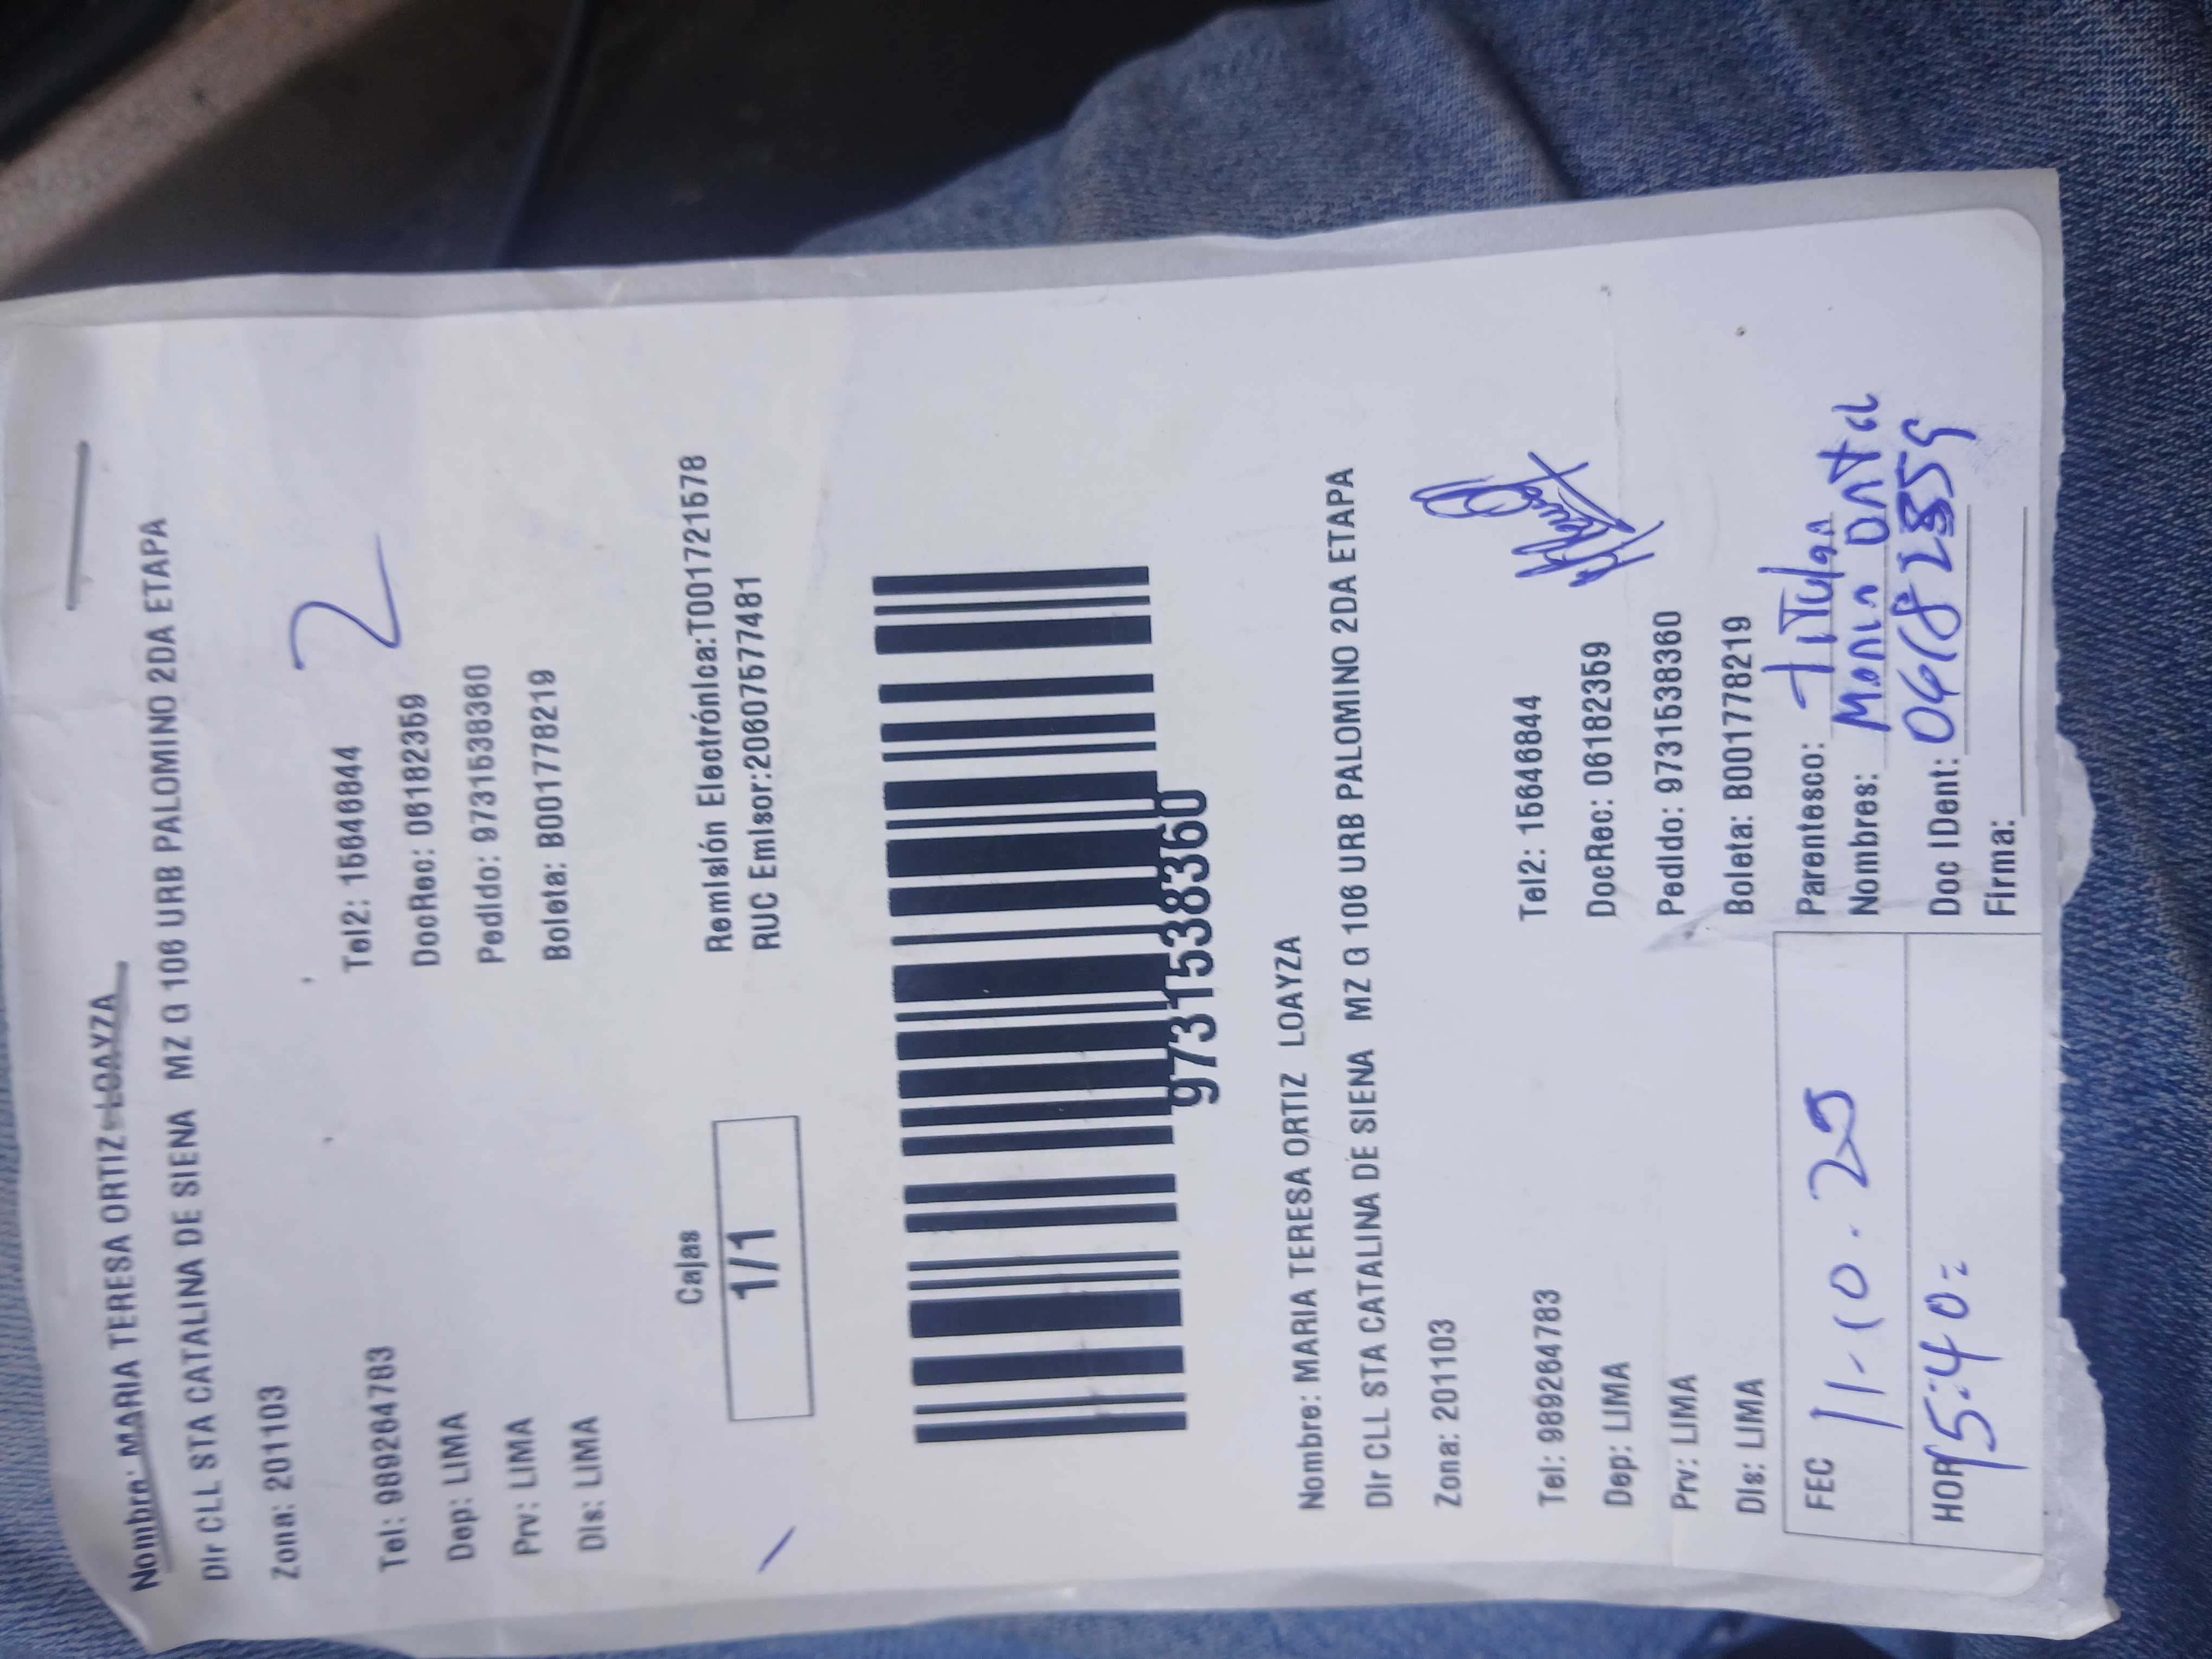 Nombre: MARIA TERESA ORTIZ LOAYZA
Dir CLL STA CATALINA DE SIENA MZ G 106 URB PALOMINO 2DA ETAPA
Zona: 201103
2
Tel: 989264783 Tel2: 15646844
Dep: LIMA DocRec: 06182359
Prv: LIMA Pedido: 9731538360
Dis: LIMA Boleta: B001778219
Cajas
1/1
Remisión Electrónica:T001721578
RUC Emisor:20607577481
9731538360
Nombre: MARIA TERESA ORTIZ LOAYZA
Dir CLL STA CATALINA DE SIENA MZ G 106 URB PALOMINO 2DA ETAPA
Zona: 201103
Tel: 989264783 Tel2: 15646844
Dep: LIMA DocRec: 06182359
Prv: LIMA Pedido: 9731538360
Dis: LIMA Boleta: B001778219
FEC 11-10.25
HOR 15:40
Parentesco: Titular
Nombres: Maria
Doc IDent: 06182359
Firma: